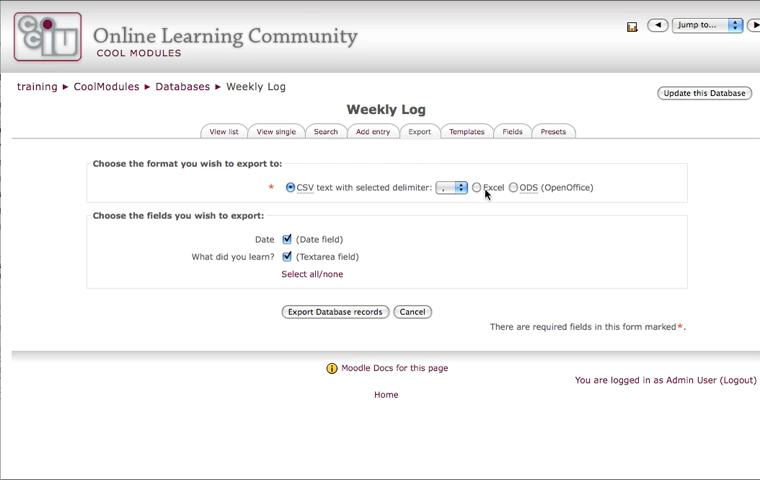 CCCiU
Online Learning Community
COOL MODULES
Jump to...
training ► CoolModules ► Databases ► Weekly Log
Update this Database
Weekly Log
View list View single Search Add entry Export Templates Fields Presets
Choose the format you wish to export to:
* CSV text with selected delimiter: , Excel ODS (OpenOffice)
Choose the fields you wish to export:
Date (Date field)
What did you learn? (Textarea field)
Select all/none
Export Database records Cancel
There are required fields in this form marked*.
Moodle Docs for this page
You are logged in as Admin User (Logout)
Home